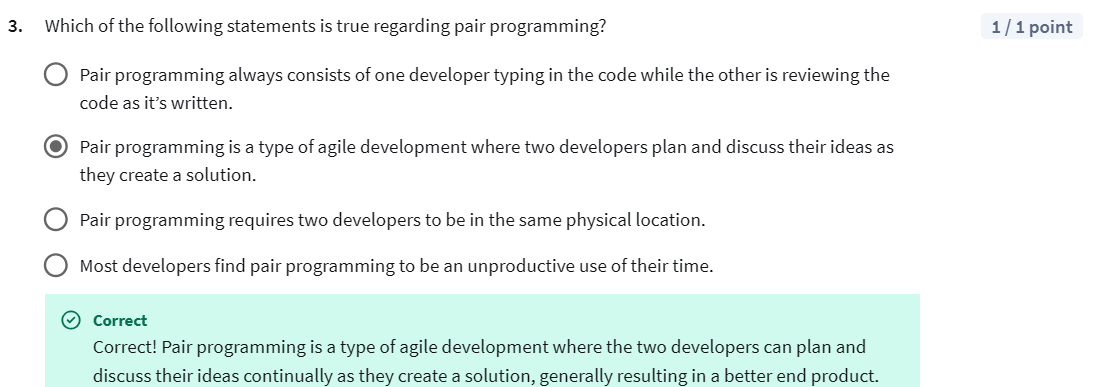 3. Which of the following statements is true regarding pair programming?
1 / 1 point
Pair programming always consists of one developer typing in the code while the other is reviewing the
code as it’s written.
Pair programming is a type of agile development where two developers plan and discuss their ideas as
they create a solution.
Pair programming requires two developers to be in the same physical location.
Most developers find pair programming to be an unproductive use of their time.
Correct
Correct! Pair programming is a type of agile development where the two developers can plan and
discuss their ideas continually as they create a solution, generally resulting in a better end product.